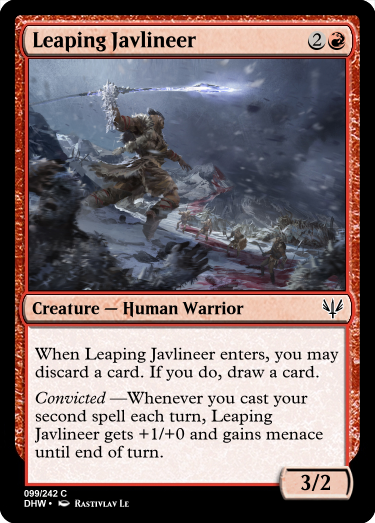 Leaping Javlineer 2
Creature — Human Warrior
When Leaping Javlineer enters, you may
discard a card. If you do, draw a card.
Convicted —Whenever you cast your
second spell each turn, Leaping
Javlineer gets +1/+0 and gains menace
until end of turn.
3/2
099/242 C
DHW • Rastivlav Le